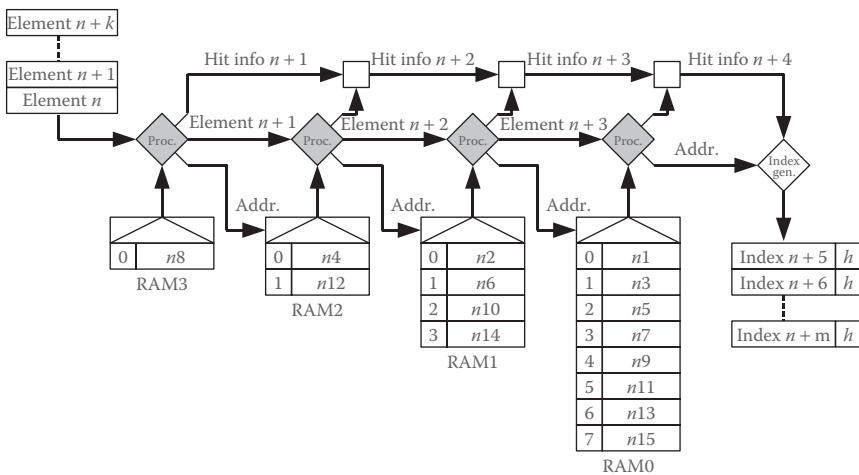 Element n + k
Element n + 1
Element n
Hit info n + 1
Hit info n + 2
Hit info n + 3
Hit info n + 4
Proc.
Element n + 1
Proc.
Element n + 2
Proc.
Element n + 3
Proc.
Addr.
Index gen.
Addr.
Addr.
Addr.
0 n8
RAM3
0 n4
1 n12
RAM2
0 n2
1 n6
2 n10
3 n14
RAM1
0 n1
1 n3
2 n5
3 n7
4 n9
5 n11
6 n13
7 n15
RAM0
Index n + 5 h
Index n + 6 h
Index n + m h